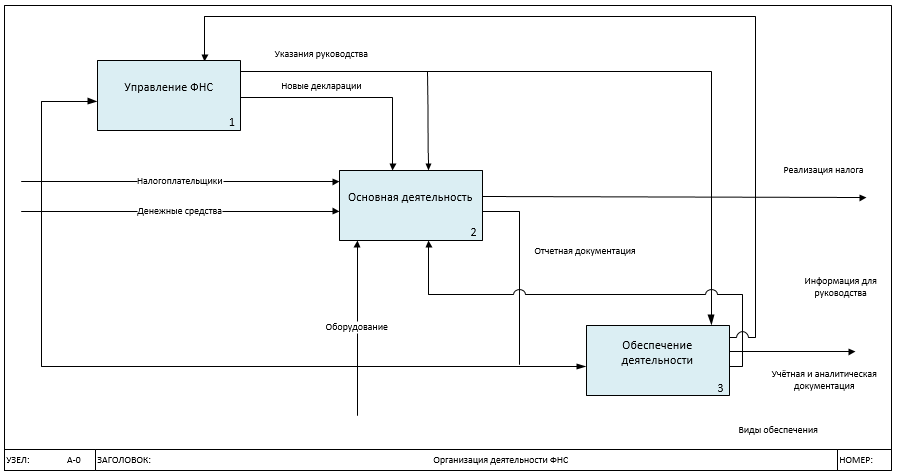 Указания руководства
Управление ФНС
1
Новые декларации
Налогоплательщики
Денежные средства
Основная деятельность
2
Реализация налога
Отчетная документация
Информация для
руководства
Оборудование
Обеспечение
деятельности
3
Учётная и аналитическая
документация
Виды обеспечения
УЗЕЛ: А-0 ЗАГОЛОВОК: Организация деятельности ФНС НОМЕР: